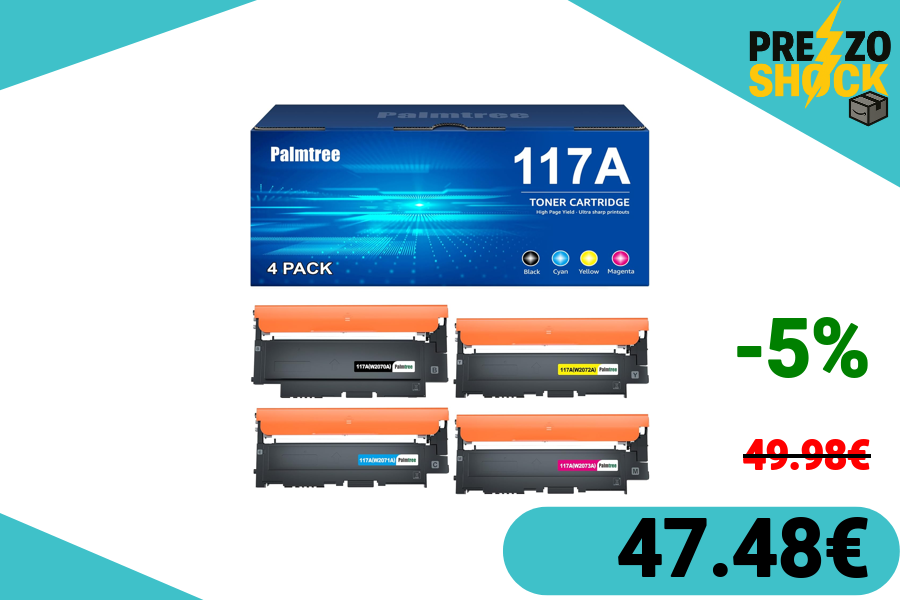 PREZZO
SHOCK
Palmtree
Palmtree
117A
TONER CARTRIDGE
High Page Yield - Ultra sharp printouts
4 PACK
Black
Cyan
Yellow
Magenta
117A(W2070A) Palmtree
B
117A(W2072A) Palmtree
Y
117A(W2071A) Palmtree
C
117A(W2073A) Palmtree
M
-5%
49.98€
47.48€